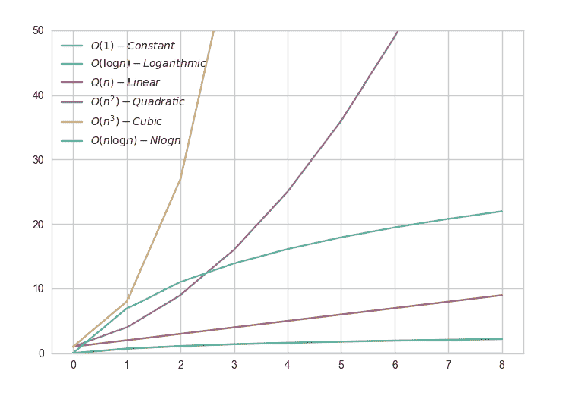 50
40
30
20
10
0
0 1 2 3 4 5 6 7 8
O(1) − Constant
O(logn) − Logarithmic
O(n) − Linear
O(n²) − Quadratic
O(n³) − Cubic
O(nlogn) − Nlogn